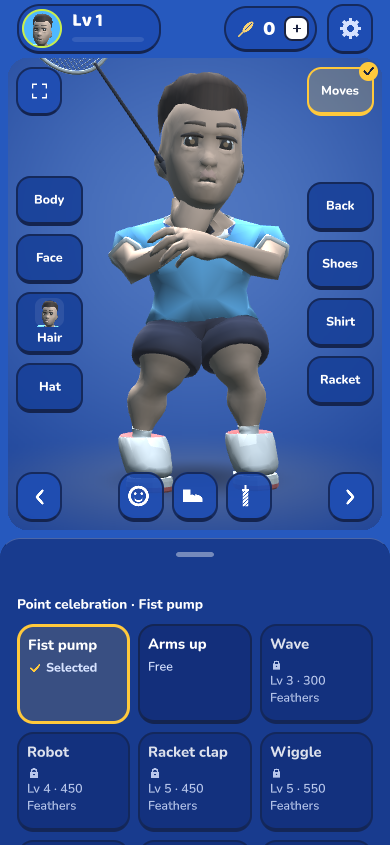 Lv 1
0
Moves
Body
Back
Face
Shoes
Hair
Shirt
Hat
Racket
Point celebration · Fist pump
Fist pump
Selected
Arms up
Free
Wave
Lv 3 · 300
Feathers
Robot
Lv 4 · 450
Feathers
Racket clap
Lv 5 · 450
Feathers
Wiggle
Lv 5 · 550
Feathers